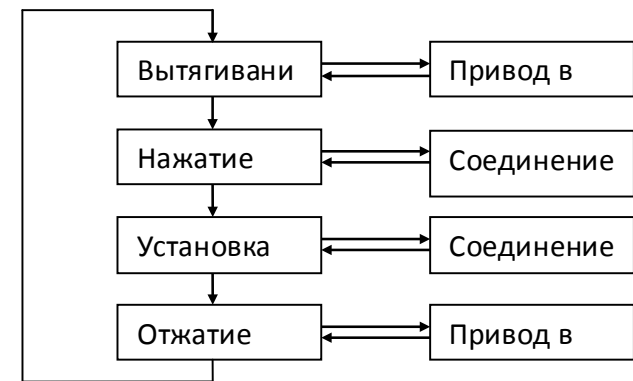 Вытягивани
Привод в
Нажатие
Соединение
Установка
Соединение
Отжатие
Привод в